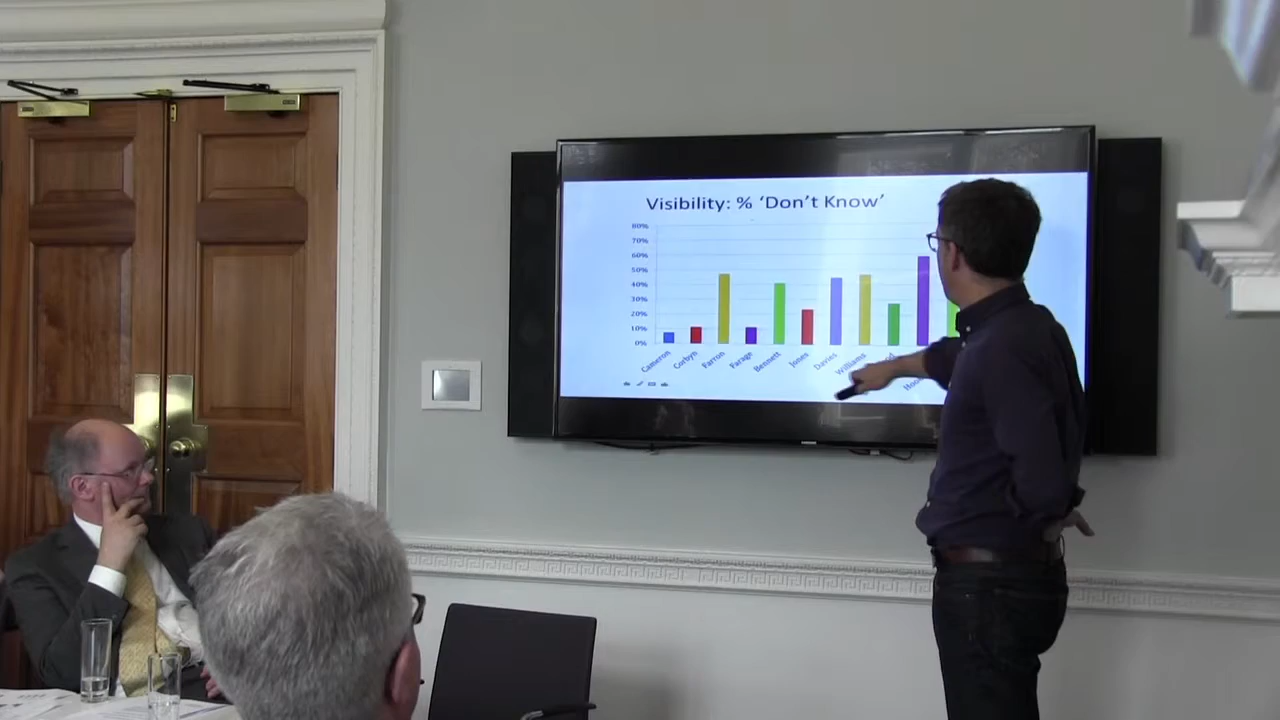 Visibility: % 'Don't Know'
80%
70%
60%
50%
40%
30%
20%
10%
0%
Cameron
Corbyn
Farron
Farage
Bennett
Jones
Davies
Williams